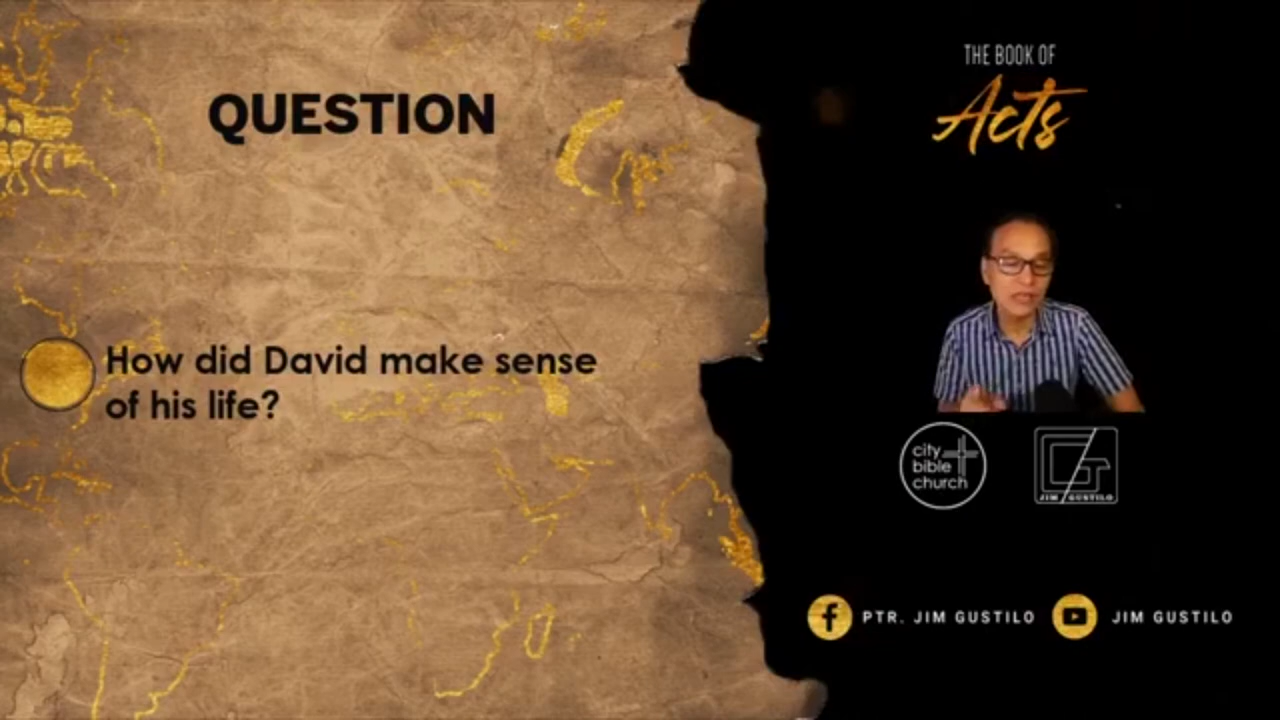 QUESTION
How did David make sense
of his life?
THE BOOK OF
Acts
city
bible
church
JIM GUSTILO
PTR. JIM GUSTILO
JIM GUSTILO